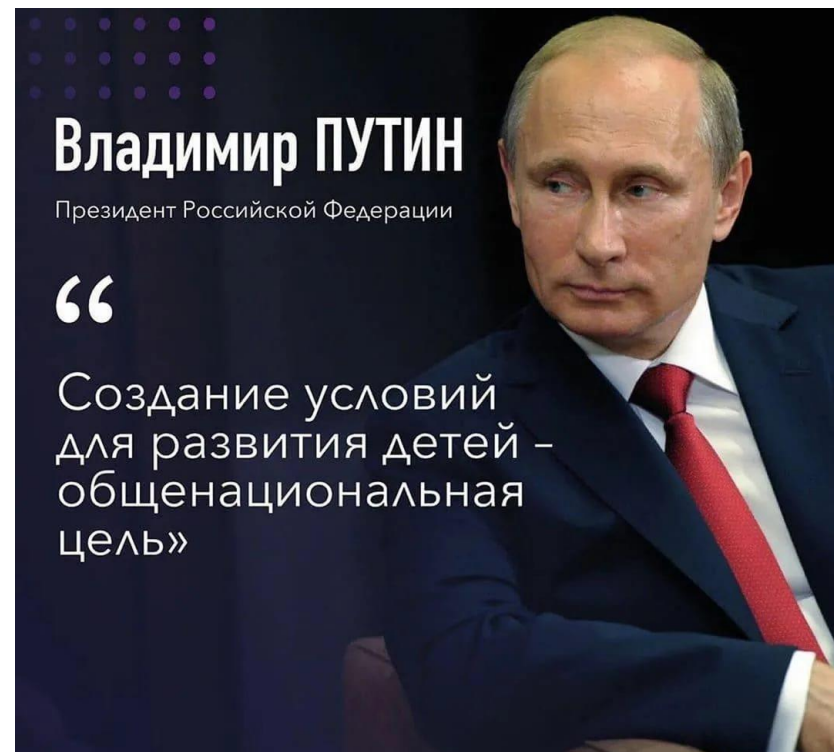 Владимир ПУТИН
Президент Российской Федерации
“
Создание условий
для развития детей –
общенациональная
цель»